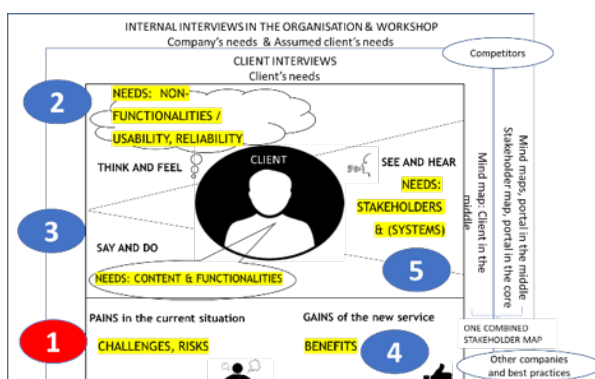 INTERNAL INTERVIEWS IN THE ORGANISATION & WORKSHOP
Company's needs & Assumed client's needs
Competitors
CLIENT INTERVIEWS
Client's needs
2
NEEDS: NON-
FUNCTIONALITIES /
USABILITY, RELIABILITY
THINK AND FEEL
CLIENT
SEE AND HEAR
NEEDS:
STAKEHOLDERS
& (SYSTEMS)
3
SAY AND DO
NEEDS: CONTENT & FUNCTIONALITIES
5
Mind map: Client in the
middle
Stakeholder map, portal in the core
Mind maps, portal in the middle
PAINS in the current situation
GAINS of the new service
1
CHALLENGES, RISKS
BENEFITS
4
ONE COMBINED
STAKEHOLDER MAP
Other companies
and best practices